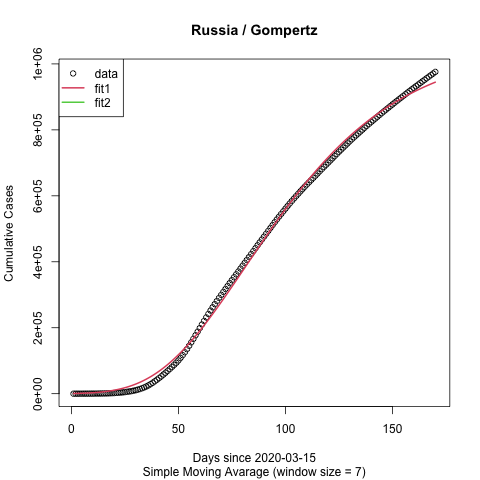 Russia / Gompertz
data
fit1
fit2
Cumulative Cases
0e+00
2e+05
4e+05
6e+05
8e+05
1e+06
0
50
100
150
Days since 2020-03-15
Simple Moving Avarage (window size = 7)